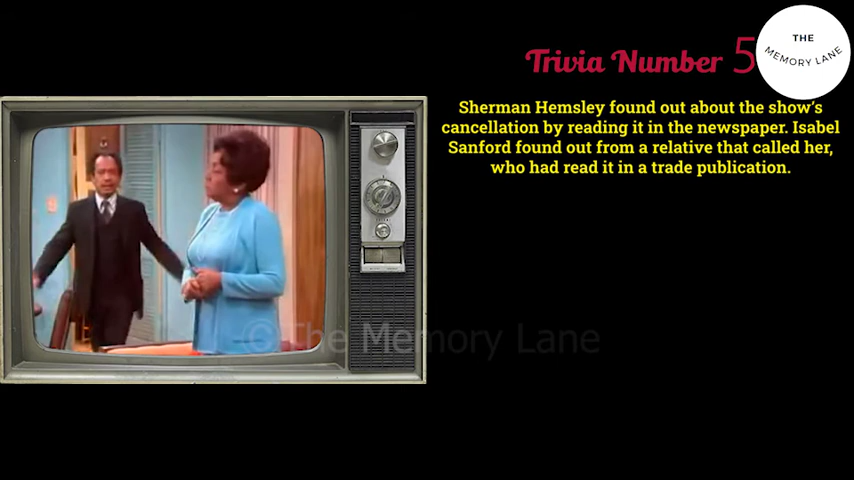 Trivia Number 5
THE
MEMORY LANE
Sherman Hemsley found out about the show's
cancellation by reading it in the newspaper. Isabel
Sanford found out from a relative that called her,
who had read it in a trade publication.
©The Memory Lane